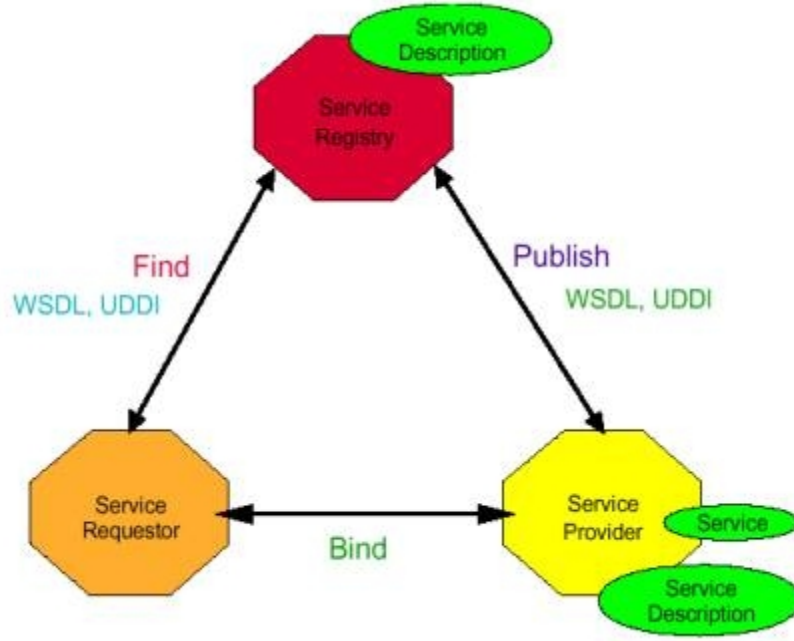 Service
Description
Service
Registry
Find
WSDL, UDDI
Publish
WSDL, UDDI
Service
Requestor
Bind
Service
Provider
Service
Service
Description